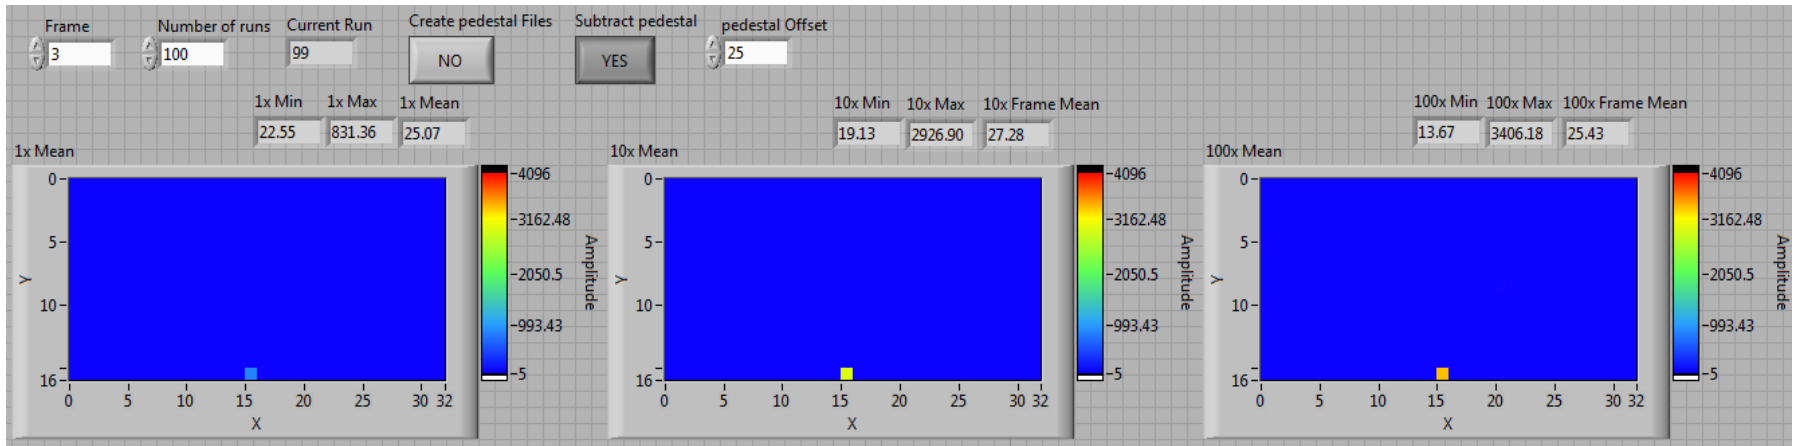 Frame Number of runs Current Run Create pedestal Files Subtract pedestal pedestal Offset
3 100 99 NO YES 25
1x Min 1x Max 1x Mean 10x Min 10x Max 10x Frame Mean 100x Min 100x Max 100x Frame Mean
22.55 831.36 25.07 19.13 2926.90 27.28 13.67 3406.18 25.43
1x Mean 10x Mean 100x Mean
0 -4096 0 -4096 0 -4096
-3162.48 -3162.48 -3162.48
5 5 5
Y Amplitude Y Amplitude Y Amplitude
-2050.5 -2050.5 -2050.5
10 10 10
-993.43 -993.43 -993.43
16 -5 16 -5 16 -5
0 5 10 15 20 25 30 32 0 5 10 15 20 25 30 32 0 5 10 15 20 25 30 32
X X X